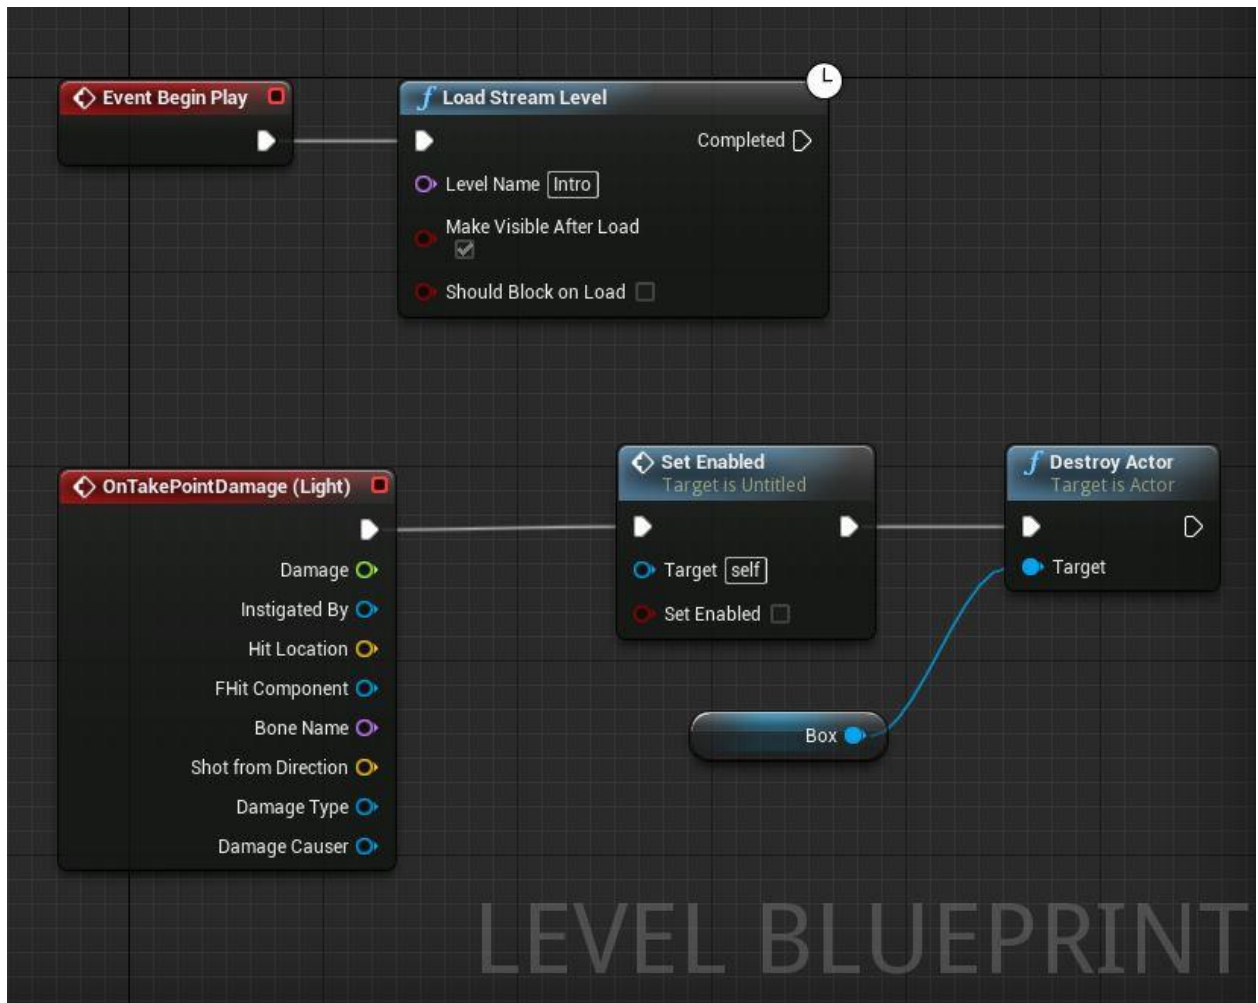 Event Begin Play
Load Stream Level
Completed
Level Name Intro
Make Visible After Load
Should Block on Load
OnTakePointDamage (Light)
Damage
Instigated By
Hit Location
FHit Component
Bone Name
Shot from Direction
Damage Type
Damage Causer
Set Enabled
Target is Untitled
Target self
Set Enabled
Destroy Actor
Target is Actor
Target
Box
LEVEL BLUEPRINT